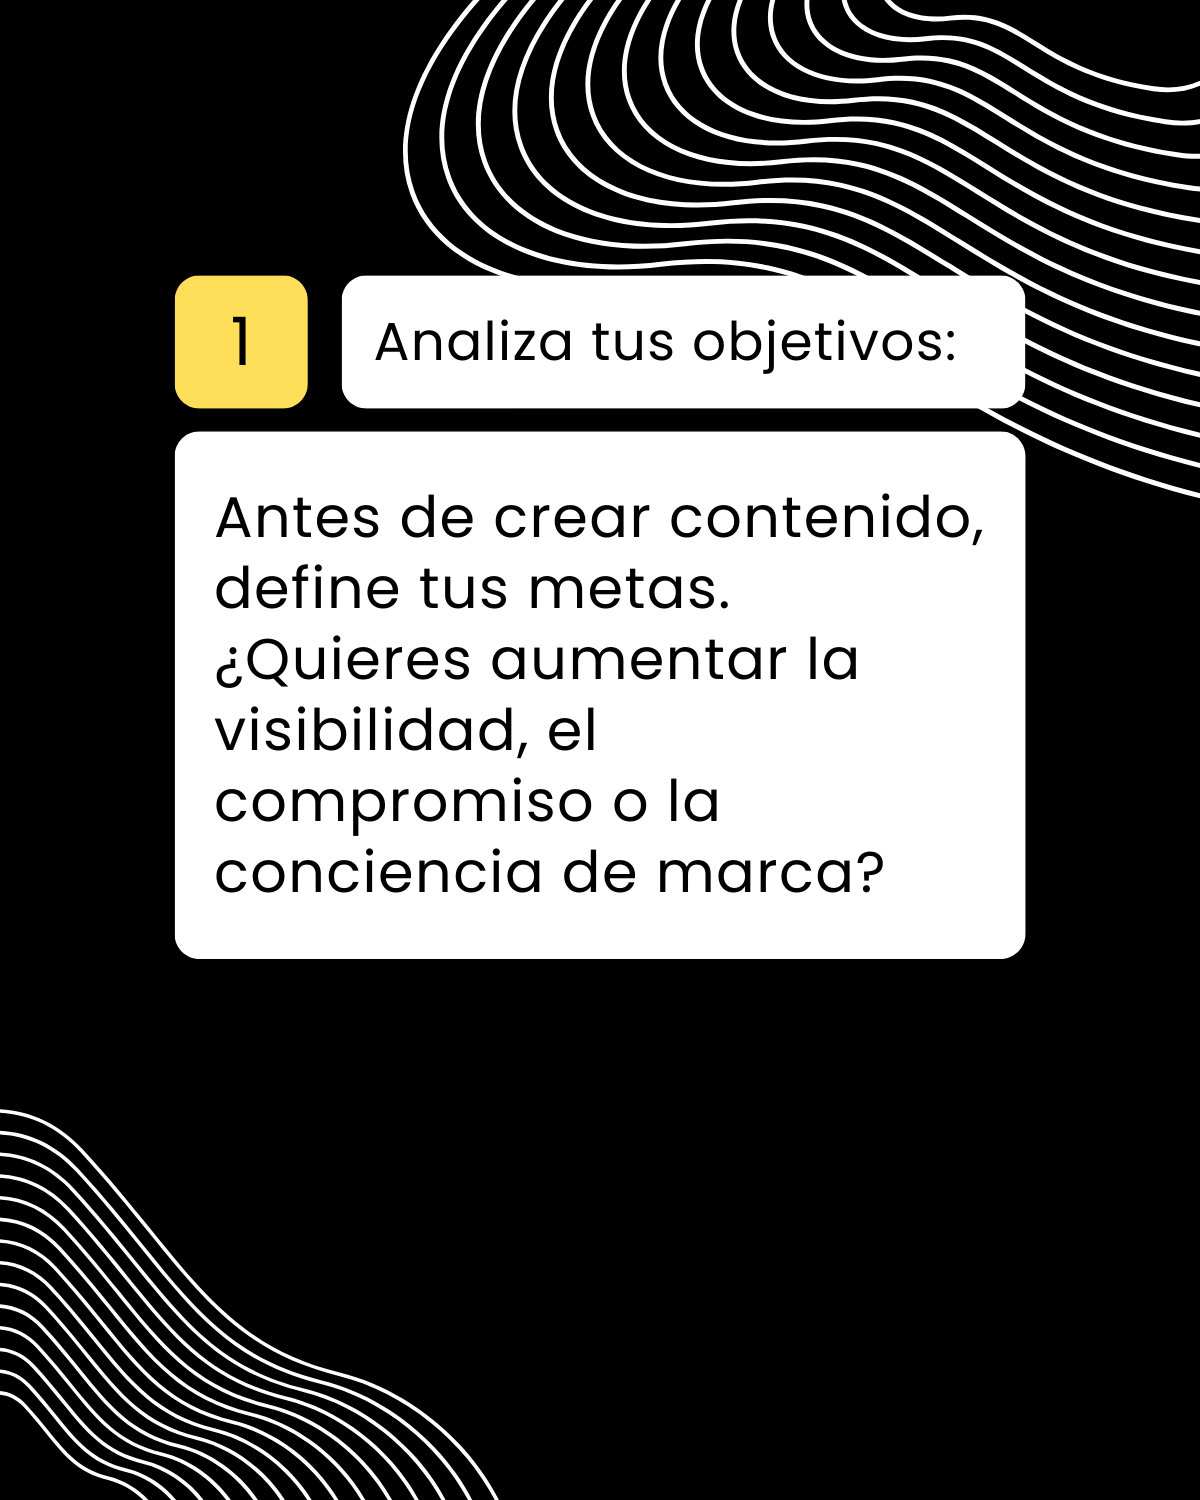 1
Analiza tus objetivos:
Antes de crear contenido,
define tus metas.
¿Quieres aumentar la
visibilidad, el
compromiso o la
conciencia de marca?